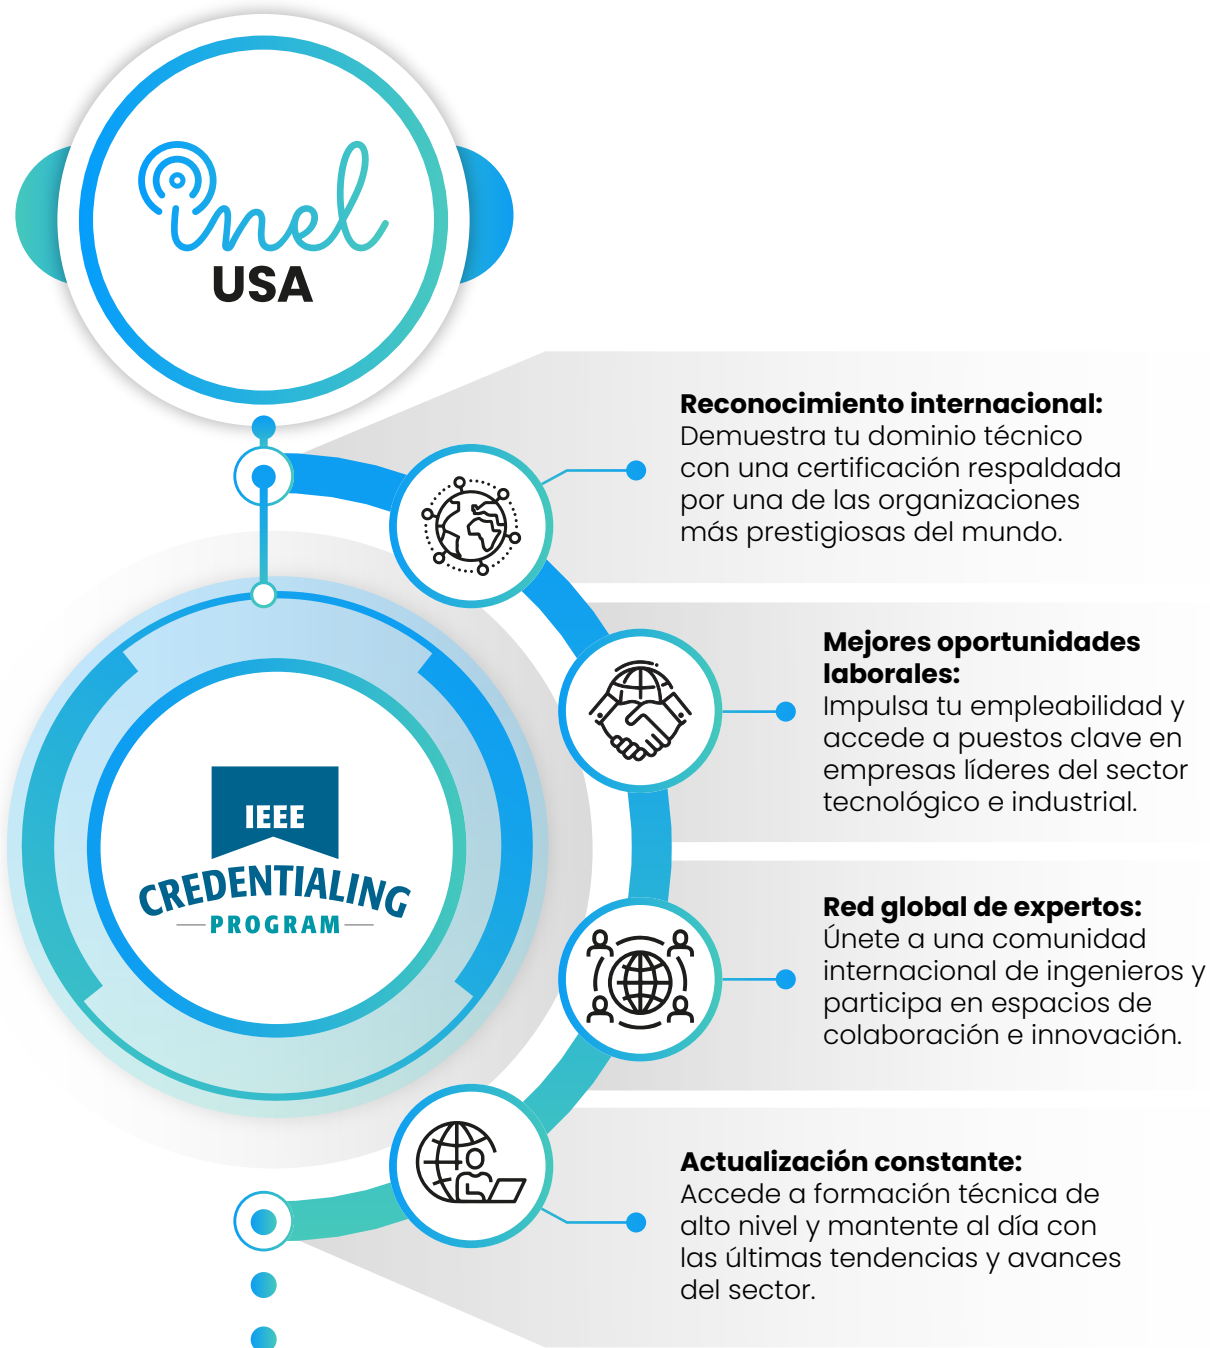 inel
USA
Reconocimiento internacional:
Demuestra tu dominio técnico
con una certificación respaldada
por una de las organizaciones
más prestigiosas del mundo.
Mejores oportunidades
laborales:
Impulsa tu empleabilidad y
accede a puestos clave en
empresas líderes del sector
tecnológico e industrial.
IEEE
CREDENTIALING
PROGRAM
Red global de expertos:
Únete a una comunidad
internacional de ingenieros y
participa en espacios de
colaboración e innovación.
Actualización constante:
Accede a formación técnica de
alto nivel y mantente al día con
las últimas tendencias y avances
del sector.